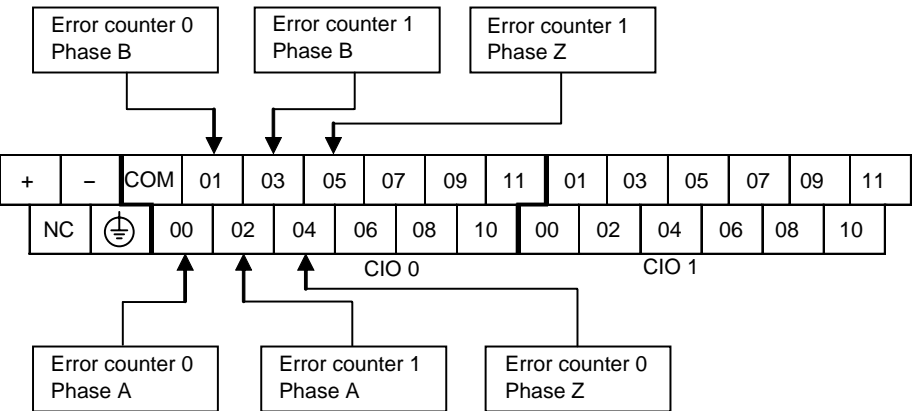 Error counter 0
Phase B
Error counter 1
Phase B
Error counter 1
Phase Z
+ − COM 01 03 05 07 09 11 01 03 05 07 09 11
NC 00 02 04 06 08 10 00 02 04 06 08 10
CIO 0 CIO 1
Error counter 0
Phase A
Error counter 1
Phase A
Error counter 0
Phase Z